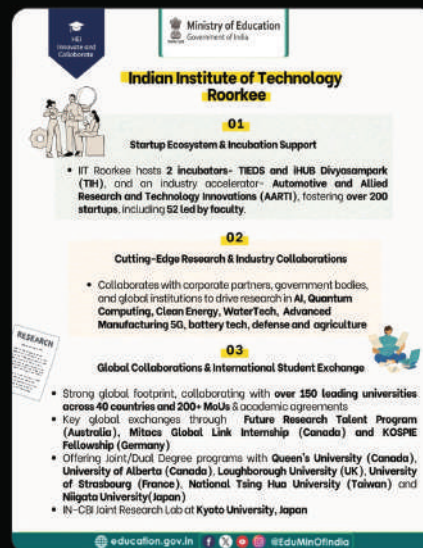 HEI
Innovate and
Collaborate
Ministry of Education
Government of India
Indian Institute of Technology
Roorkee
01
Startup Ecosystem & Incubation Support
• IIT Roorkee hosts 2 incubators- TIEDS and iHUB Divyasampark
(TIH), and an industry accelerator- Automotive and Allied
Research and Technology Innovations (AARTI), fostering over 200
startups, including 52 led by faculty.
02
Cutting-Edge Research & Industry Collaborations
• Collaborates with corporate partners, government bodies,
and global institutions to drive research in AI, Quantum
Computing, Clean Energy, WaterTech, Advanced
Manufacturing 5G, battery tech, defense and agriculture
RESEARCH
03
Global Collaborations & International Student Exchange
• Strong global footprint, collaborating with over 150 leading universities
across 40 countries and 200+ MoUs & academic agreements
• Key global exchanges through Future Research Talent Program
(Australia), Mitacs Global Link Internship (Canada) and KOSPIE
Fellowship (Germany)
• Offering Joint/Dual Degree programs with Queen's University (Canada),
University of Alberta (Canada), Loughborough University (UK), University
of Strasbourg (France), National Tsing Hua University (Taiwan) and
Niigata University(Japan)
• IN-CBI Joint Research Lab at Kyoto University, Japan
education.gov.in @EduMinOfIndia